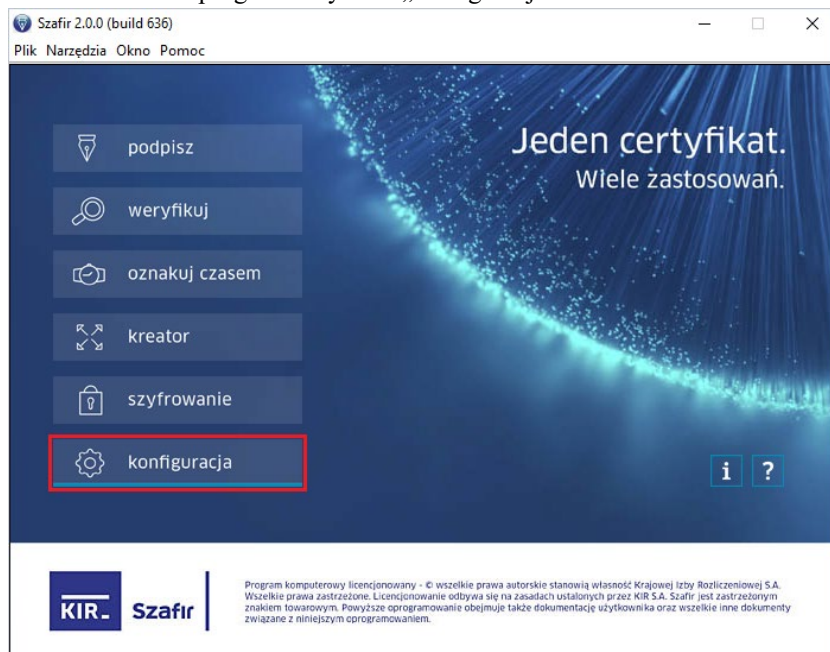 Szafir 2.0.0 (build 636)
Plik Narzędzia Okno Pomoc
podpisz
weryfikuj
oznakuj czasem
kreator
szyfrowanie
konfiguracja
Jeden certyfikat.
Wiele zastosowań.
i ?
KIR Szafir
Program komputerowy licencjonowany - © wszelkie prawa autorskie stanowią własność Krajowej Izby Rozliczeniowej S.A.
Wszelkie prawa zastrzeżone. Licencjonowanie odbywa się na zasadach ustalonych przez KIR S.A. Szafir jest zastrzeżonym
znakiem towarowym. Powyższe oprogramowanie obejmuje także dokumentację użytkownika oraz wszelkie inne dokumenty
związane z niniejszym oprogramowaniem.